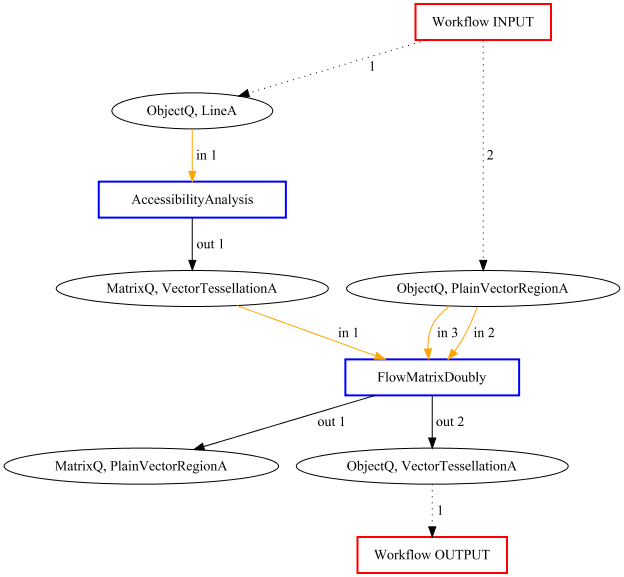 Workflow INPUT
1
ObjectQ, LineA
in 1
2
AccessibilityAnalysis
out 1
MatrixQ, VectorTessellationA
ObjectQ, PlainVectorRegionA
in 1
in 3
in 2
FlowMatrixDoubly
out 1
out 2
MatrixQ, PlainVectorRegionA
ObjectQ, VectorTessellationA
1
Workflow OUTPUT